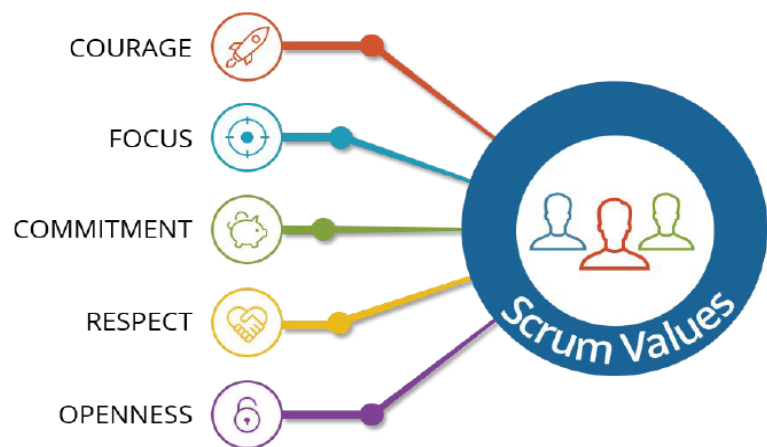 COURAGE
FOCUS
COMMITMENT
RESPECT
OPENNESS
Scrum Values